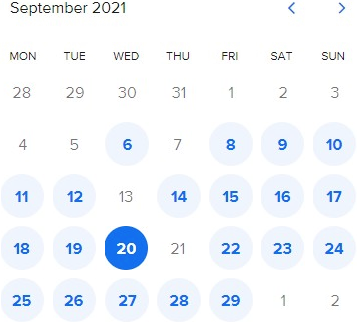 September 2021
MON TUE WED THU FRI SAT SUN
28 29 30 31 1 2 3
4 5 6 7 8 9 10
11 12 13 14 15 16 17
18 19 20 21 22 23 24
25 26 27 28 29 1 2